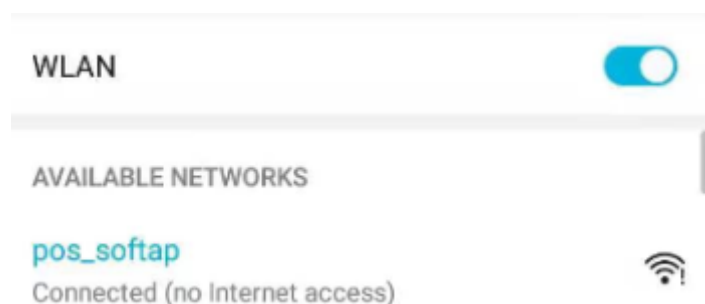 WLAN
AVAILABLE NETWORKS
pos_softap
Connected (no Internet access)